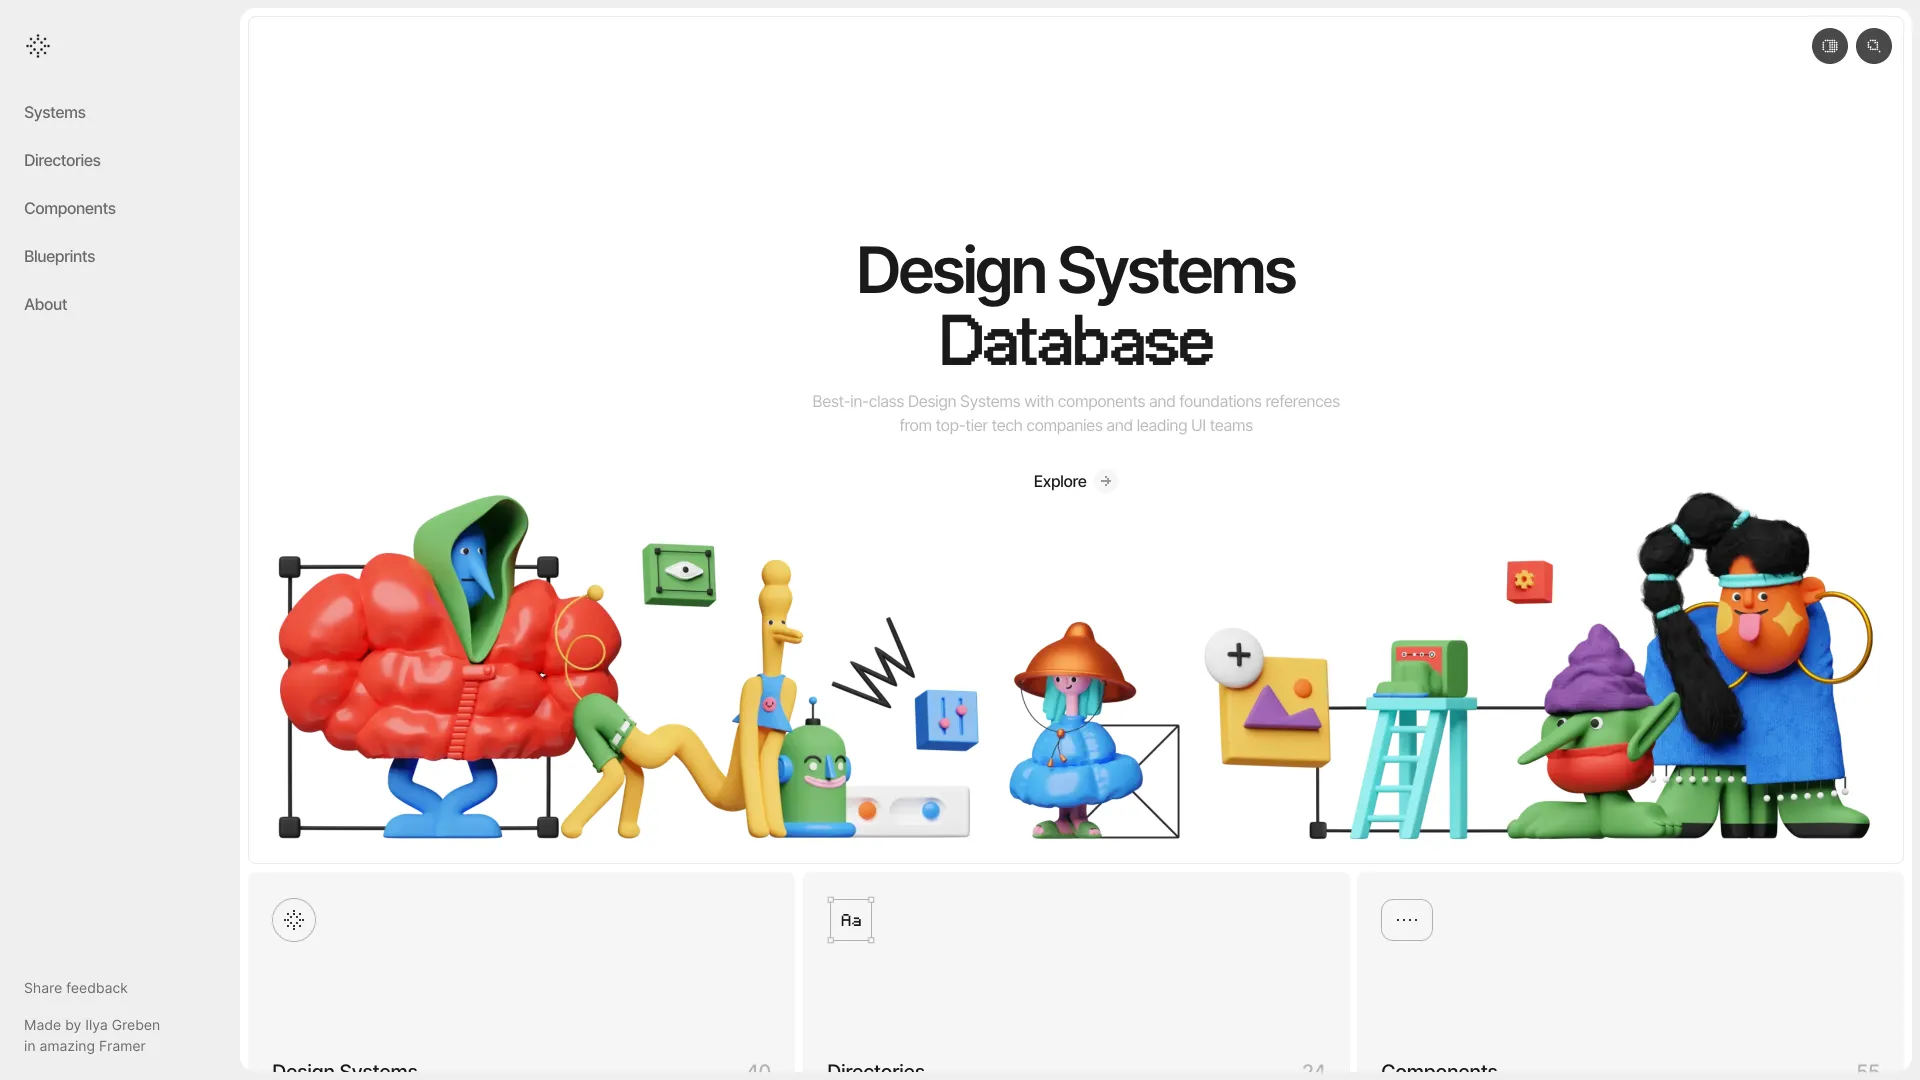 Systems
Directories
Components
Blueprints
About
Share feedback
Made by Ilya Greben
in amazing Framer
Design Systems
Database
Best-in-class Design Systems with components and foundations references
from top-tier tech companies and leading UI teams
Explore
Aa
Design Systems 40
Directories 24
Components 55